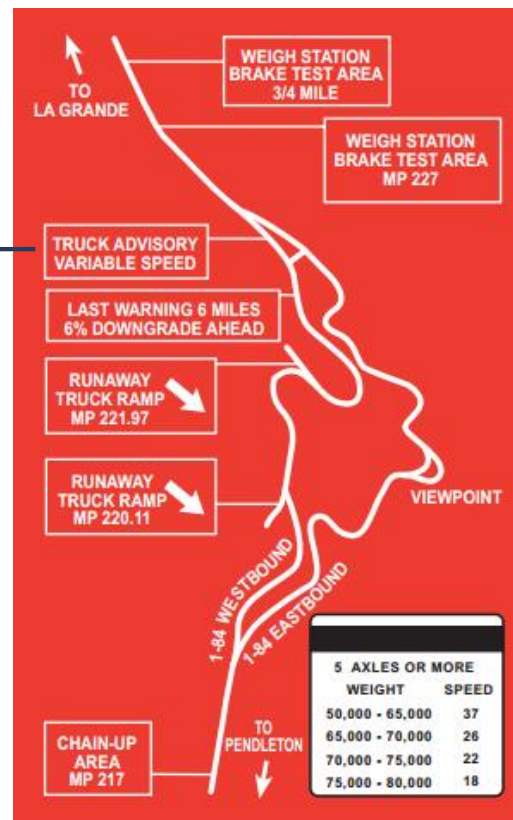 WEIGH STATION
BRAKE TEST AREA
3/4 MILE
TO
LA GRANDE
WEIGH STATION
BRAKE TEST AREA
MP 227
TRUCK ADVISORY
VARIABLE SPEED
LAST WARNING 6 MILES
6% DOWNGRADE AHEAD
RUNAWAY
TRUCK RAMP
MP 221.97
RUNAWAY
TRUCK RAMP
MP 220.11
VIEWPOINT
1-84 WESTBOUND
1-84 EASTBOUND
5 AXLES OR MORE
WEIGHT SPEED
50,000 - 65,000 37
65,000 - 70,000 26
70,000 - 75,000 22
75,000 - 80,000 18
TO
PENDLETON
CHAIN-UP
AREA
MP 217